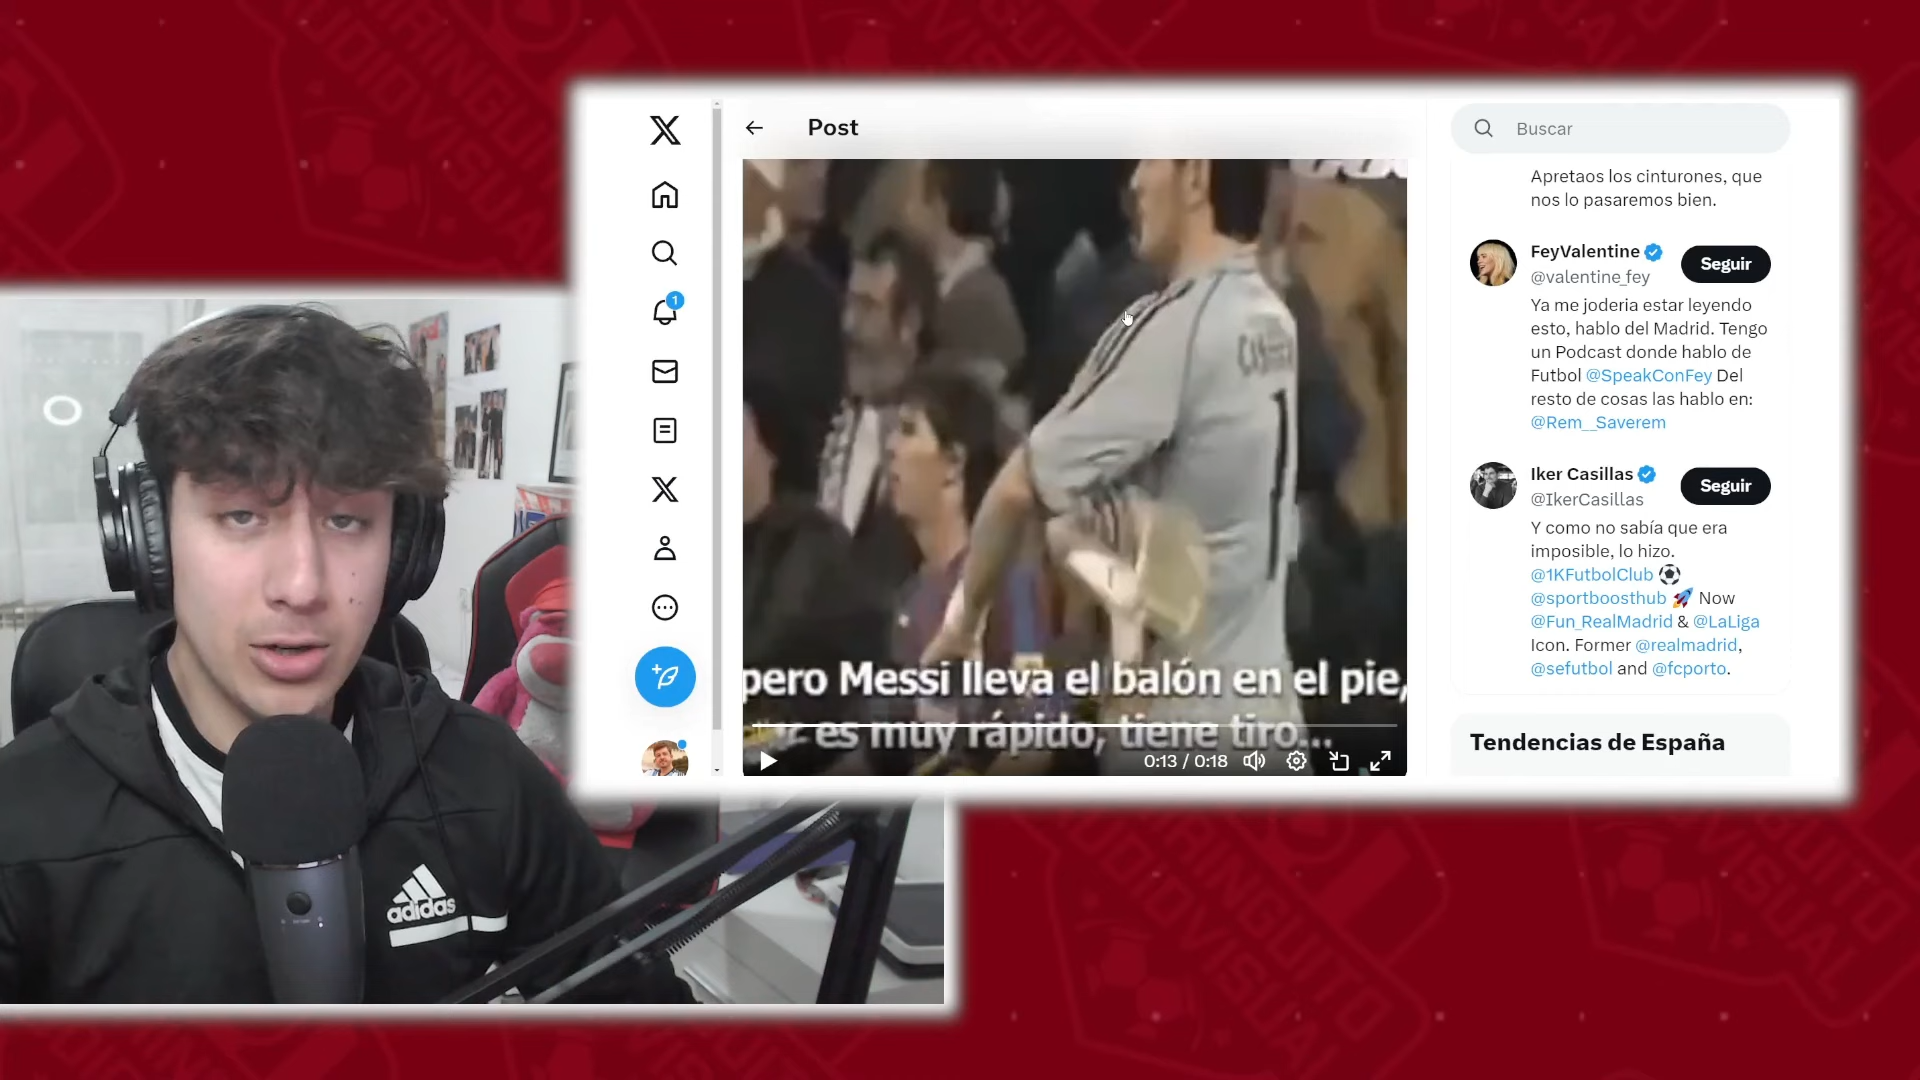 Post
Buscar
Apretaos los cinturones, que
nos lo pasaremos bien.
FeyValentine
Seguir
@valentine_fey
Ya me joderia estar leyendo
esto, hablo del Madrid. Tengo
un Podcast donde hablo de
Futbol @SpeakConFey Del
resto de cosas las hablo en:
@Rem__Saverem
Iker Casillas
Seguir
@IkerCasillas
Y como no sabía que era
imposible, lo hizo.
@1KFutbolClub
@sportboosthub Now
@Fun_RealMadrid & @LaLiga
Icon. Former @realmadrid,
@sefutbol and @fcporto.
Tendencias de España
1
1
pero Messi lleva el balón en el pie,
es muy rápido, tiene tiro...
0:13 / 0:18
adidas